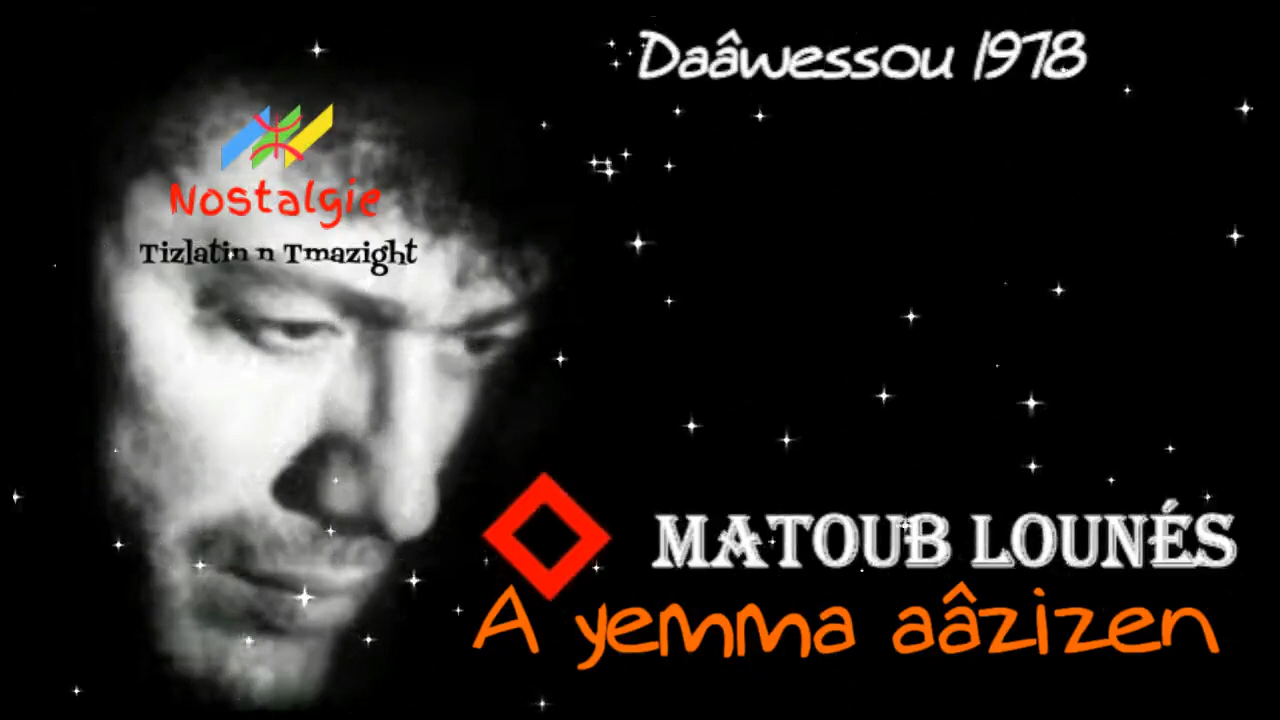 Daâwessou 1978
Nostalgie
Tizlatin n Tmazight
MATOUB LOUNÉS
A yemma aâzizen